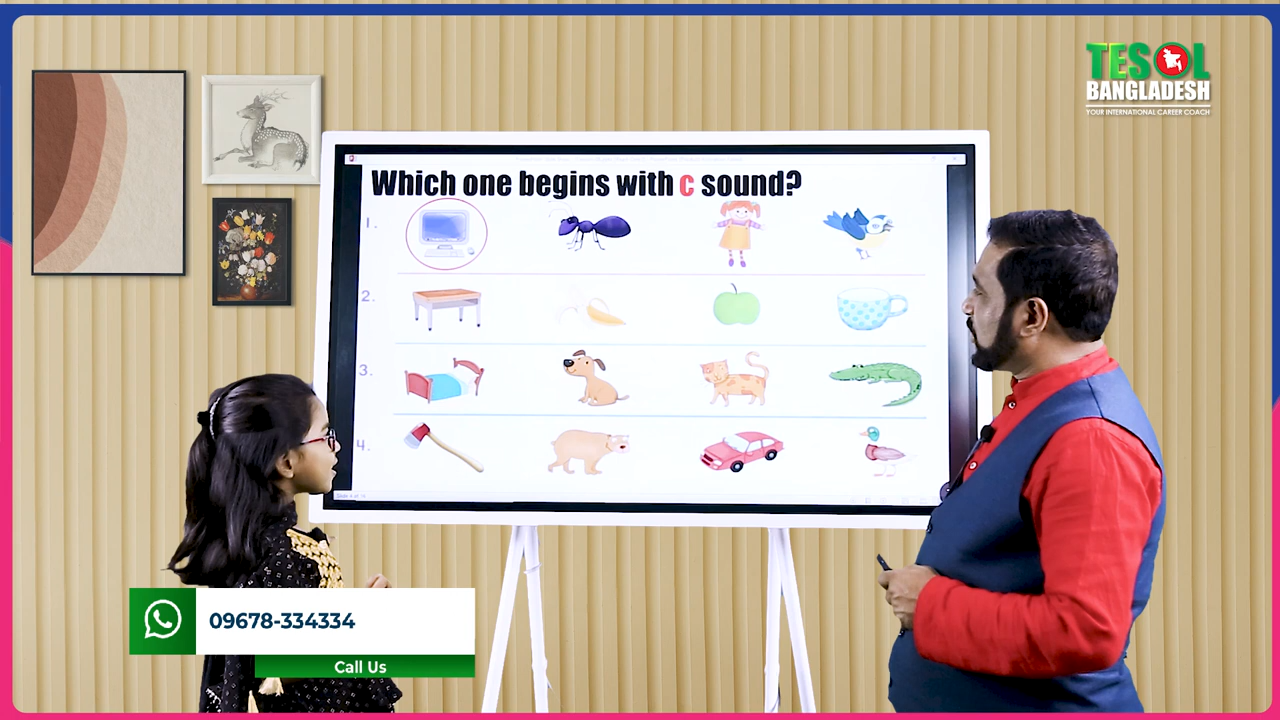 TESOL
BANGLADESH
YOUR INTERNATIONAL CAREER COACH
Which one begins with c sound?
1.
2.
3.
4.
09678-334334
Call Us